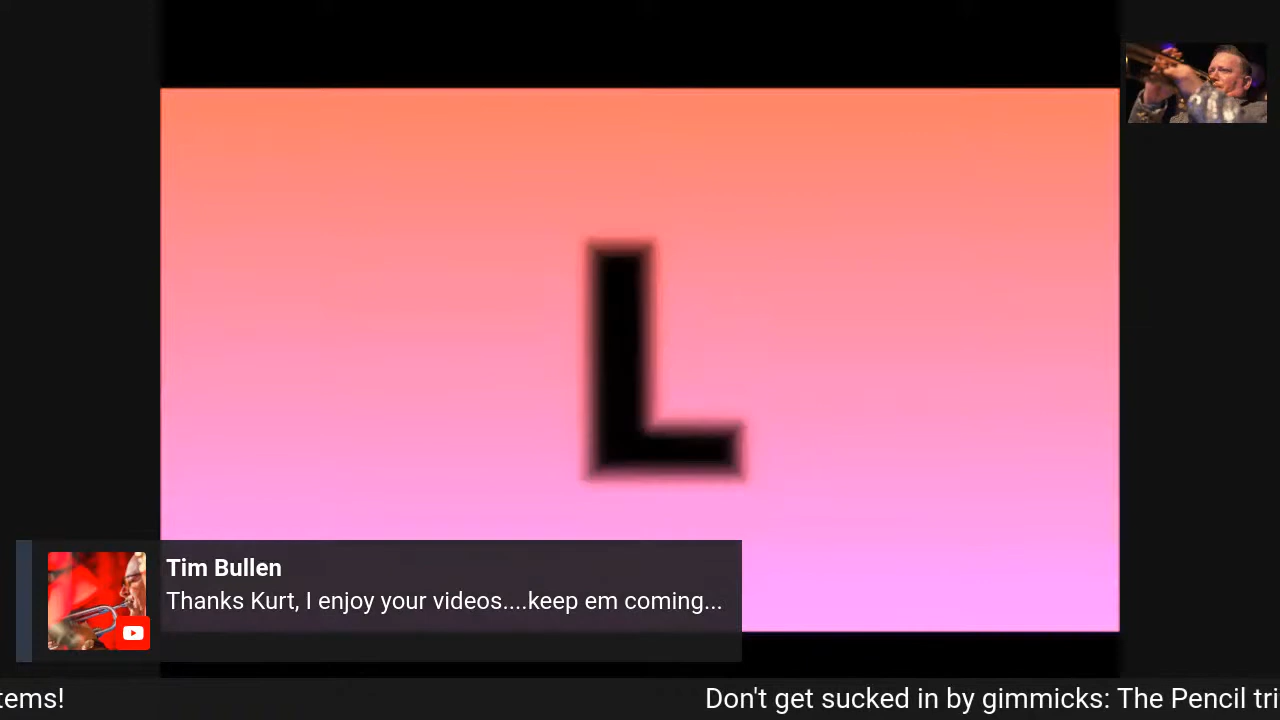 L
Tim Bullen
Thanks Kurt, I enjoy your videos....keep em coming...
tems!
Don't get sucked in by gimmicks: The Pencil tri